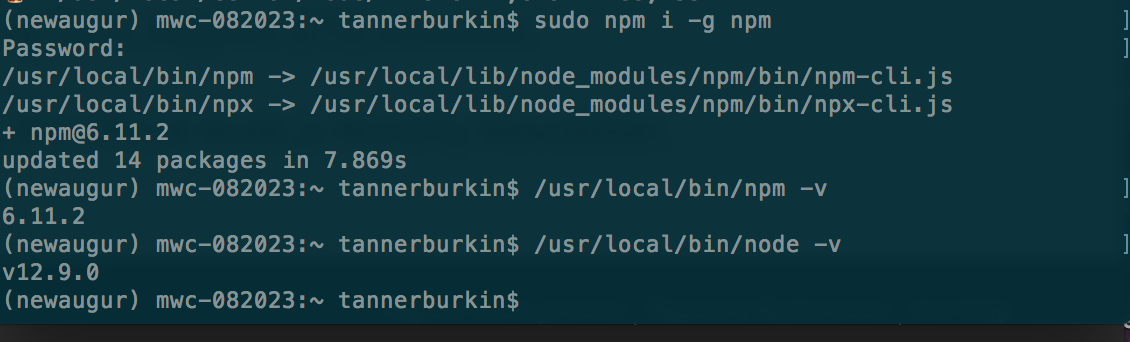 (newaugur) mwc-082023:~ tannerburkin$ sudo npm i -g npm
Password:
/usr/local/bin/npm -> /usr/local/lib/node_modules/npm/bin/npm-cli.js
/usr/local/bin/npx -> /usr/local/lib/node_modules/npm/bin/npx-cli.js
+ npm@6.11.2
updated 14 packages in 7.869s
(newaugur) mwc-082023:~ tannerburkin$ /usr/local/bin/npm -v
6.11.2
(newaugur) mwc-082023:~ tannerburkin$ /usr/local/bin/node -v
v12.9.0
(newaugur) mwc-082023:~ tannerburkin$